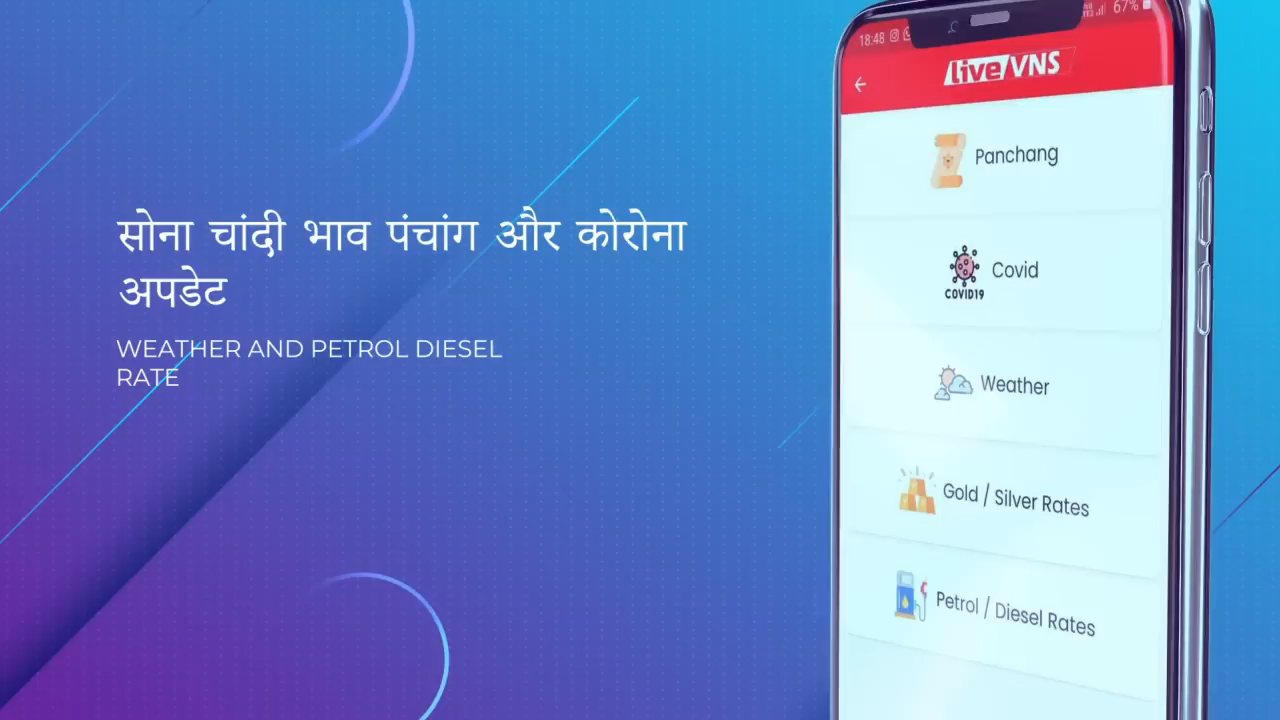 सोना चांदी भाव पंचांग और कोरोना
अपडेट
WEATHER AND PETROL DIESEL
RATE
18:48
67%
live VNS
Panchang
COVID19
Covid
Weather
Gold / Silver Rates
Petrol / Diesel Rates